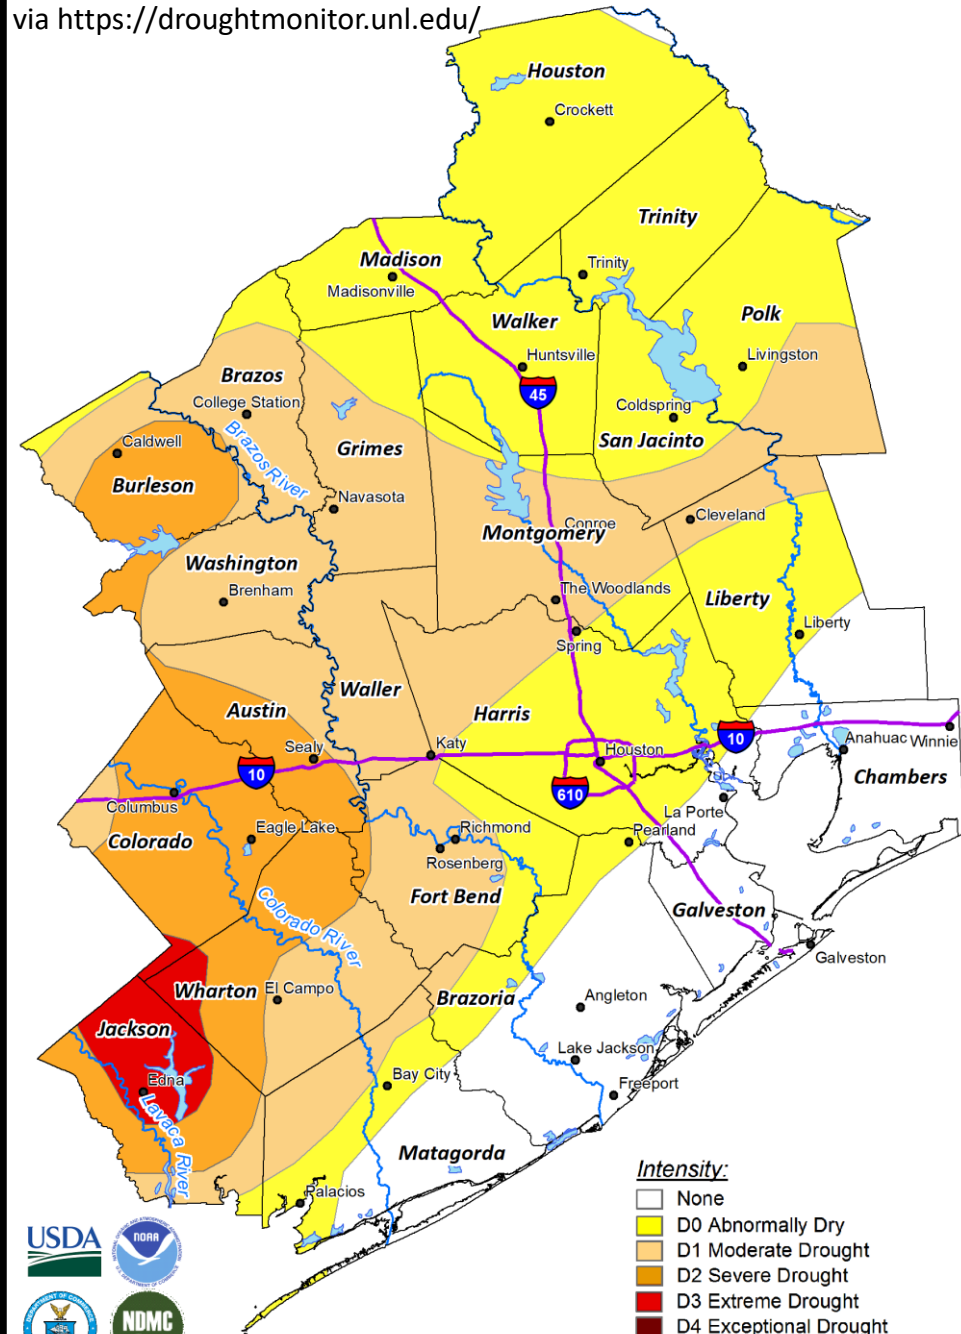 via https://droughtmonitor.unl.edu/
Houston
Crockett
Trinity
Madison
Trinity
Madisonville
Polk
Walker
Huntsville
Livingston
Brazos
45
College Station
Coldspring
Brazos River
San Jacinto
Caldwell
Grimes
Burleson
Navasota
Cleveland
Conroe
Montgomery
Washington
Brenham
The Woodlands
Liberty
Liberty
Spring
Waller
Austin
Harris
Katy
Sealy
10
Houston
10
Anahuac
Winnie
Chambers
610
Columbus
La Porte
Colorado
Eagle Lake
Richmond
Pearland
Rosenberg
Fort Bend
Colorado River
Galveston
Galveston
Wharton
El Campo
Brazoria
Angleton
Jackson
Lake Jackson
Edna
Bay City
Freeport
Lavaca River
Matagorda
Palacios
Intensity:
None
D0 Abnormally Dry
D1 Moderate Drought
D2 Severe Drought
D3 Extreme Drought
D4 Exceptional Drought
USDA
NOAA
NDMC